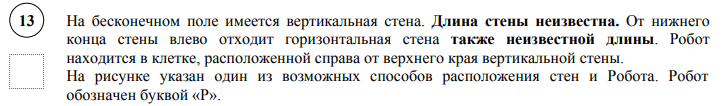 13
На бесконечном поле имеется вертикальная стена. Длина стены неизвестна. От нижнего
конца стены влево отходит горизонтальная стена также неизвестной длины. Робот
находится в клетке, расположенной справа от верхнего края вертикальной стены.
На рисунке указан один из возможных способов расположения стен и Робота. Робот
обозначен буквой «Р».